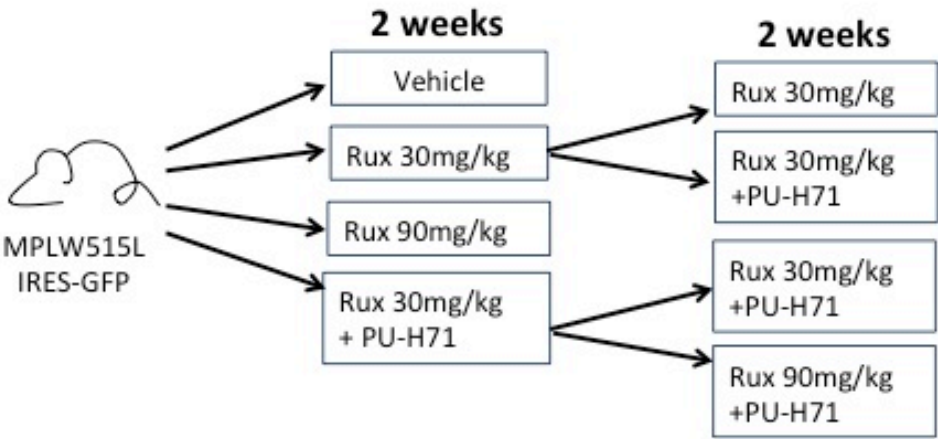 2 weeks
2 weeks
Vehicle
Rux 30mg/kg
Rux 90mg/kg
Rux 30mg/kg
+ PU-H71
MPLW515L
IRES-GFP
Rux 30mg/kg
Rux 30mg/kg
+PU-H71
Rux 30mg/kg
+PU-H71
Rux 90mg/kg
+PU-H71